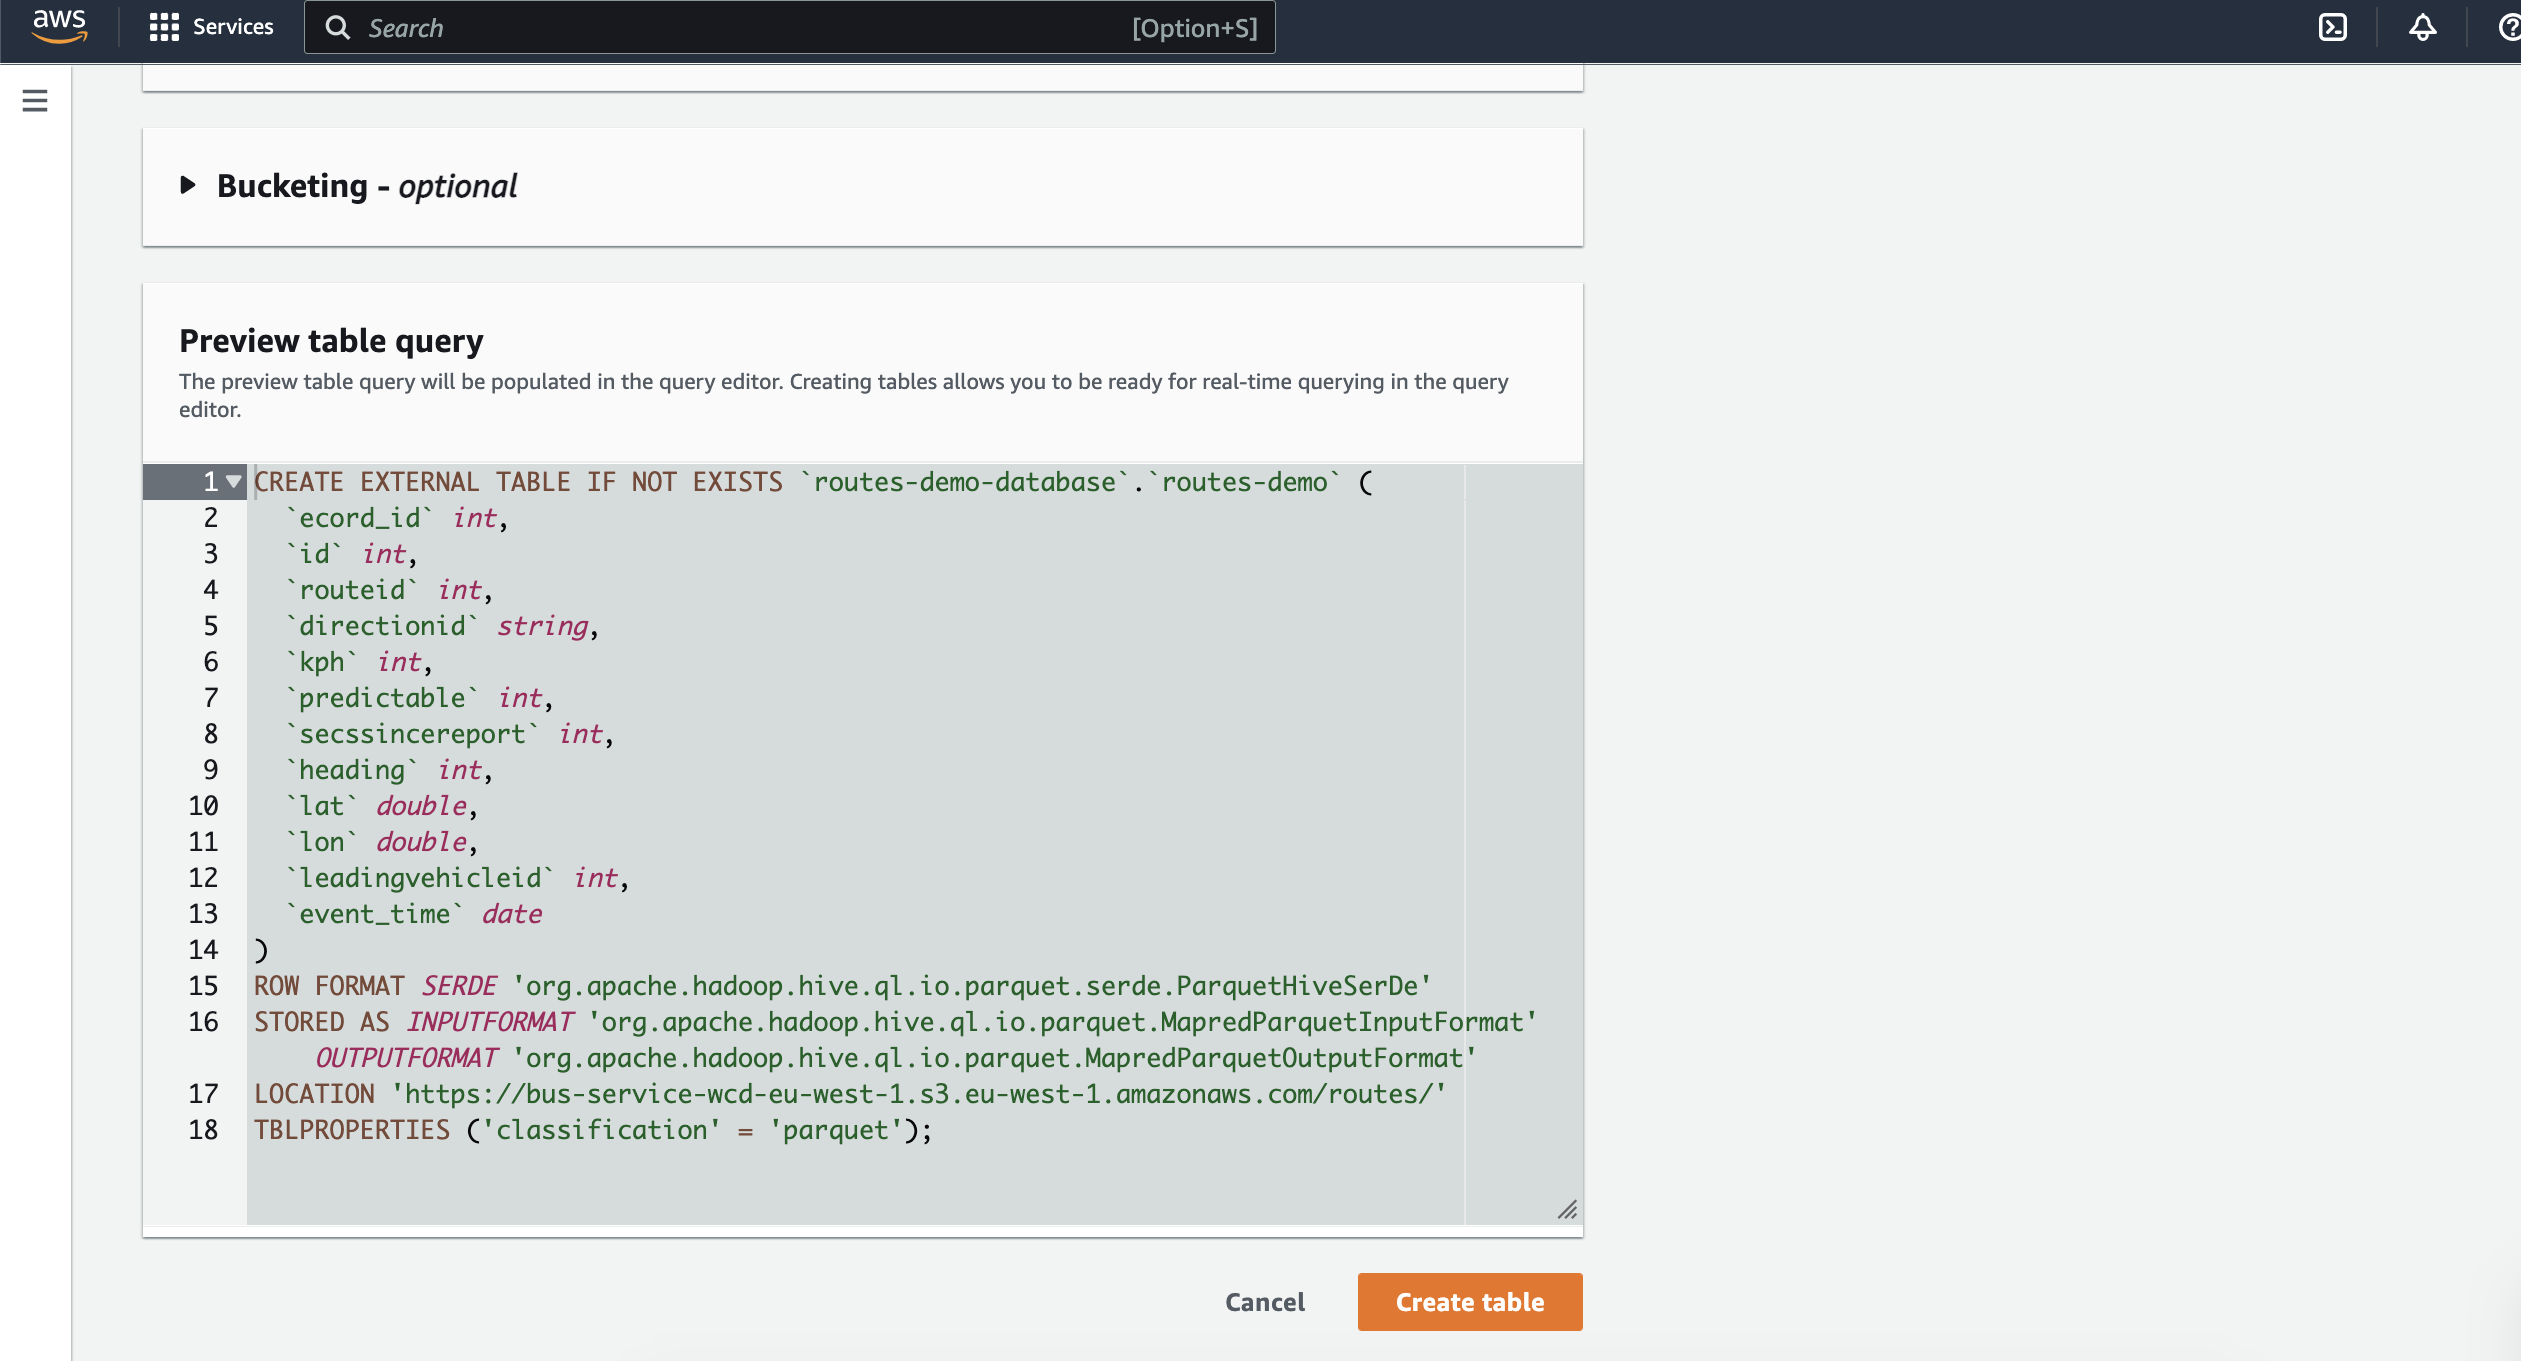 aws Services Search [Option+S]
Bucketing - optional
Preview table query
The preview table query will be populated in the query editor. Creating tables allows you to be ready for real-time querying in the query
editor.
1 CREATE EXTERNAL TABLE IF NOT EXISTS `routes-demo-database`.`routes-demo` (
2 `ecord_id` int,
3 `id` int,
4 `routeid` int,
5 `directionid` string,
6 `kph` int,
7 `predictable` int,
8 `secssincereport` int,
9 `heading` int,
10 `lat` double,
11 `lon` double,
12 `leadingvehicleid` int,
13 `event_time` date
14 )
15 ROW FORMAT SERDE 'org.apache.hadoop.hive.ql.io.parquet.serde.ParquetHiveSerDe'
16 STORED AS INPUTFORMAT 'org.apache.hadoop.hive.ql.io.parquet.MapredParquetInputFormat'
OUTPUTFORMAT 'org.apache.hadoop.hive.ql.io.parquet.MapredParquetOutputFormat'
17 LOCATION 'https://bus-service-wcd-eu-west-1.s3.eu-west-1.amazonaws.com/routes/'
18 TBLPROPERTIES ('classification' = 'parquet');
Cancel Create table